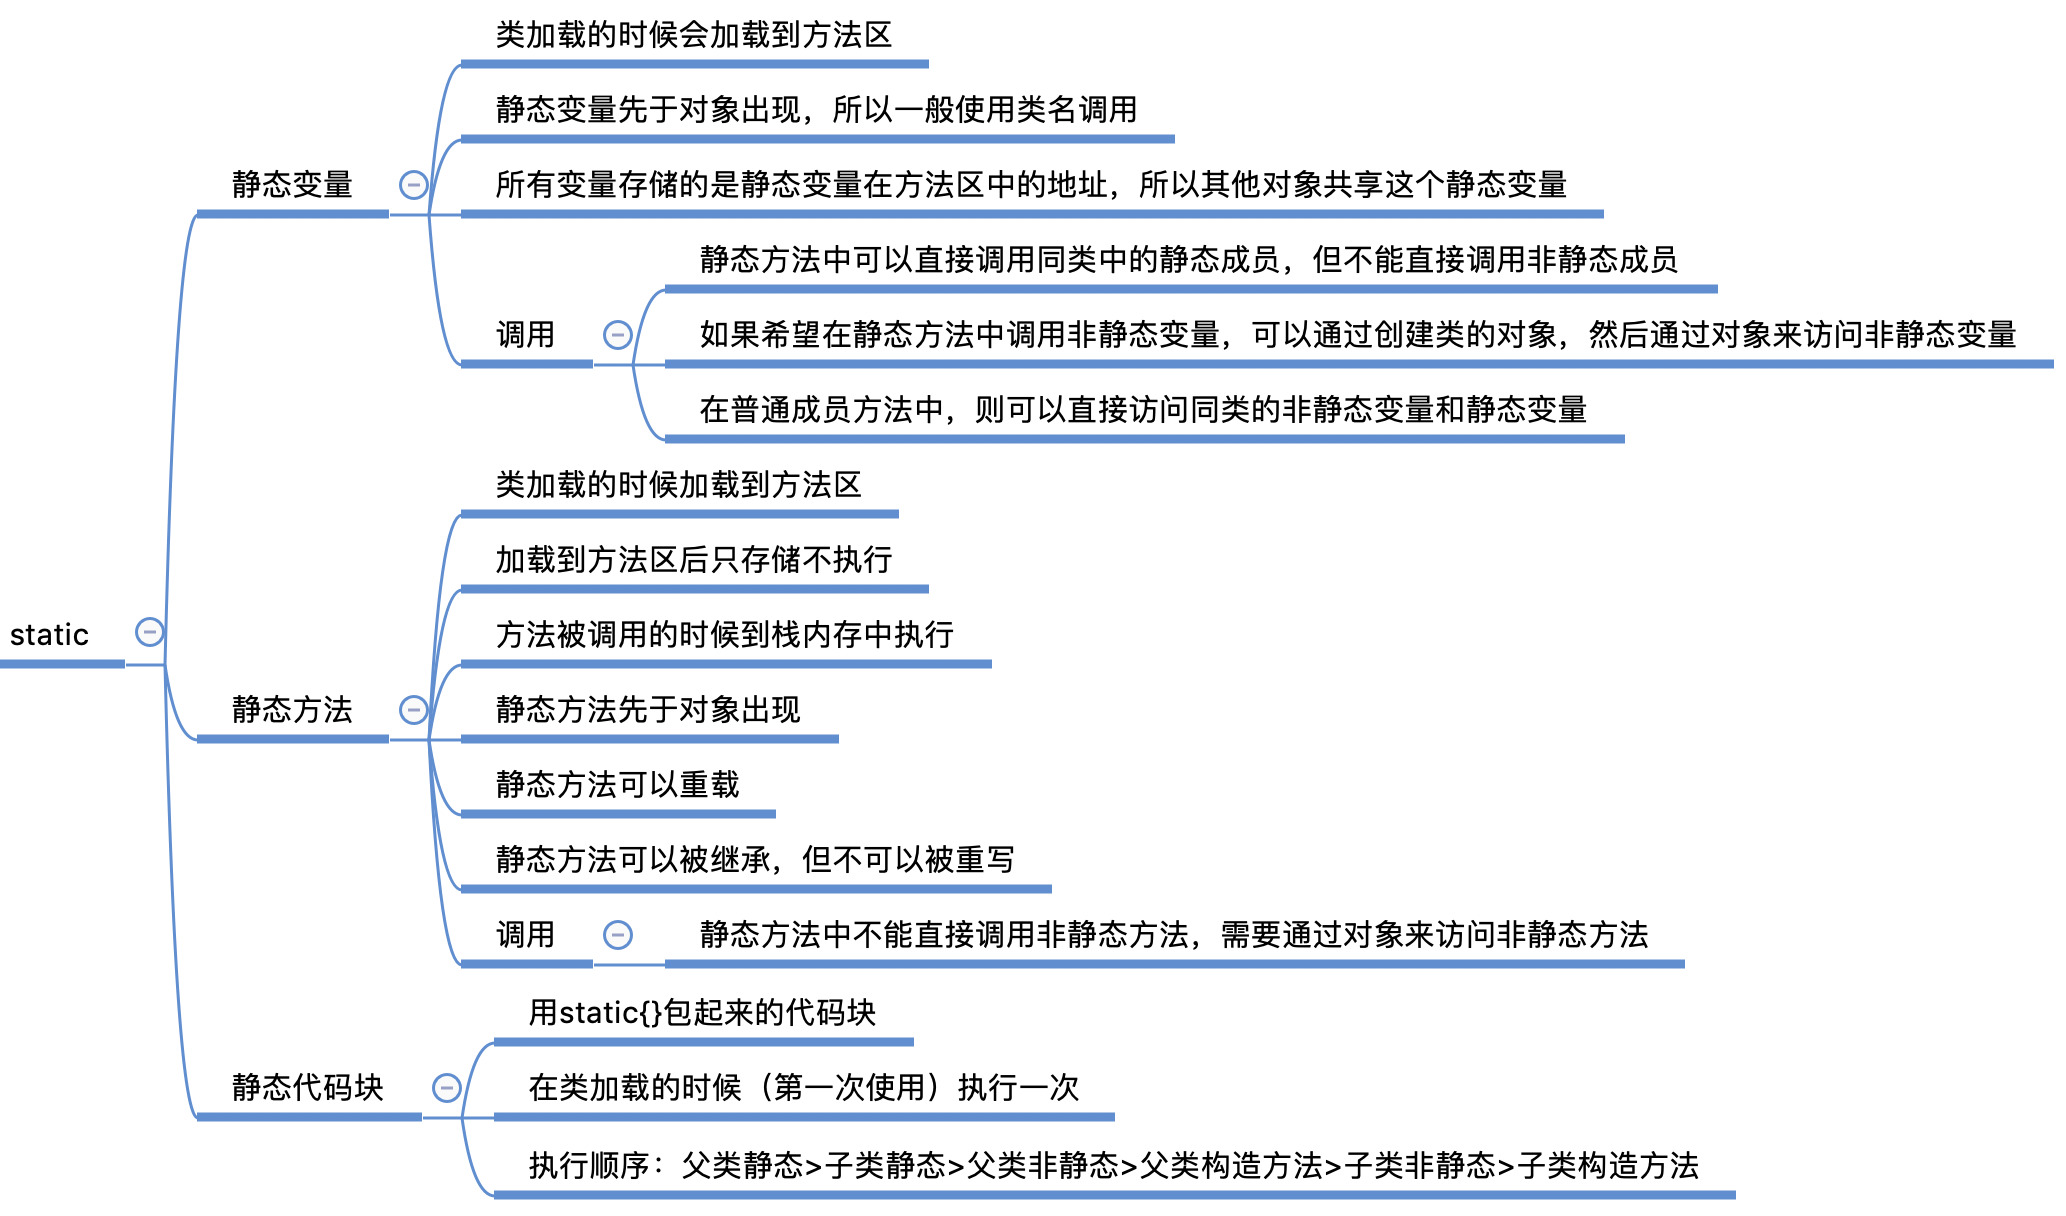 static
静态变量
类加载的时候会加载到方法区
静态变量先于对象出现，所以一般使用类名调用
所有变量存储的是静态变量在方法区中的地址，所以其他对象共享这个静态变量
调用
静态方法中可以直接调用同类中的静态成员，但不能直接调用非静态成员
如果希望在静态方法中调用非静态变量，可以通过创建类的对象，然后通过对象来访问非静态变量
在普通成员方法中，则可以直接访问同类的非静态变量和静态变量
静态方法
类加载的时候加载到方法区
加载到方法区后只存储不执行
方法被调用的时候到栈内存中执行
静态方法先于对象出现
静态方法可以重载
静态方法可以被继承，但不可以被重写
调用
静态方法中不能直接调用非静态方法，需要通过对象来访问非静态方法
静态代码块
用static{}包起来的代码块
在类加载的时候（第一次使用）执行一次
执行顺序：父类静态>子类静态>父类非静态>父类构造方法>子类非静态>子类构造方法